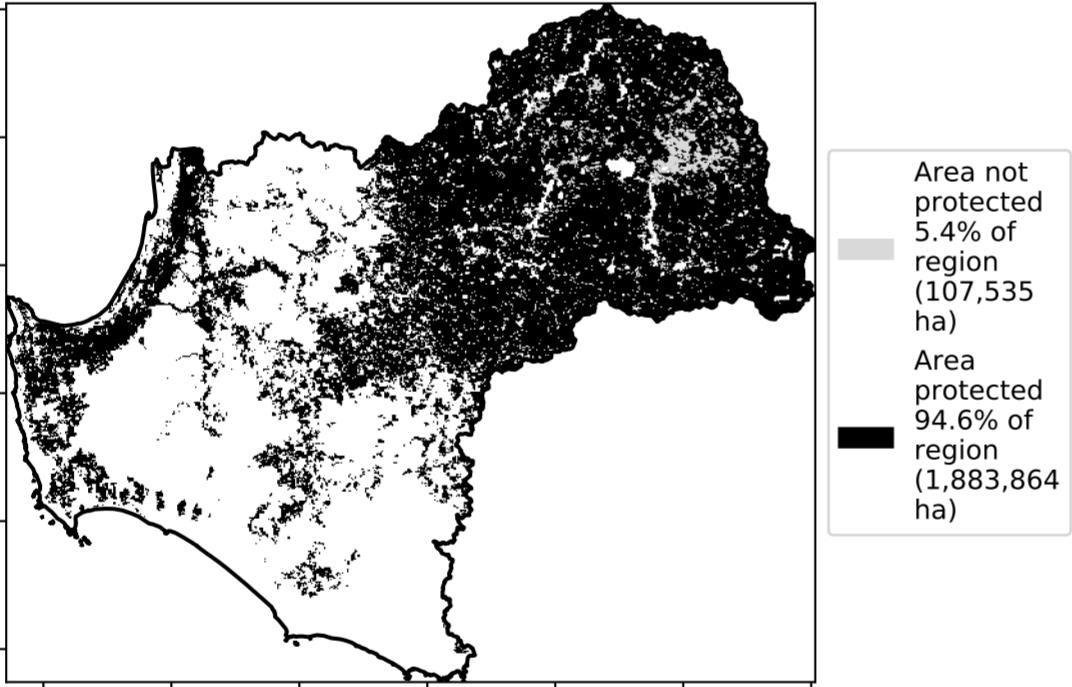 Area not
protected
5.4% of
region
(107,535
ha)
Area
protected
94.6% of
region
(1,883,864
ha)